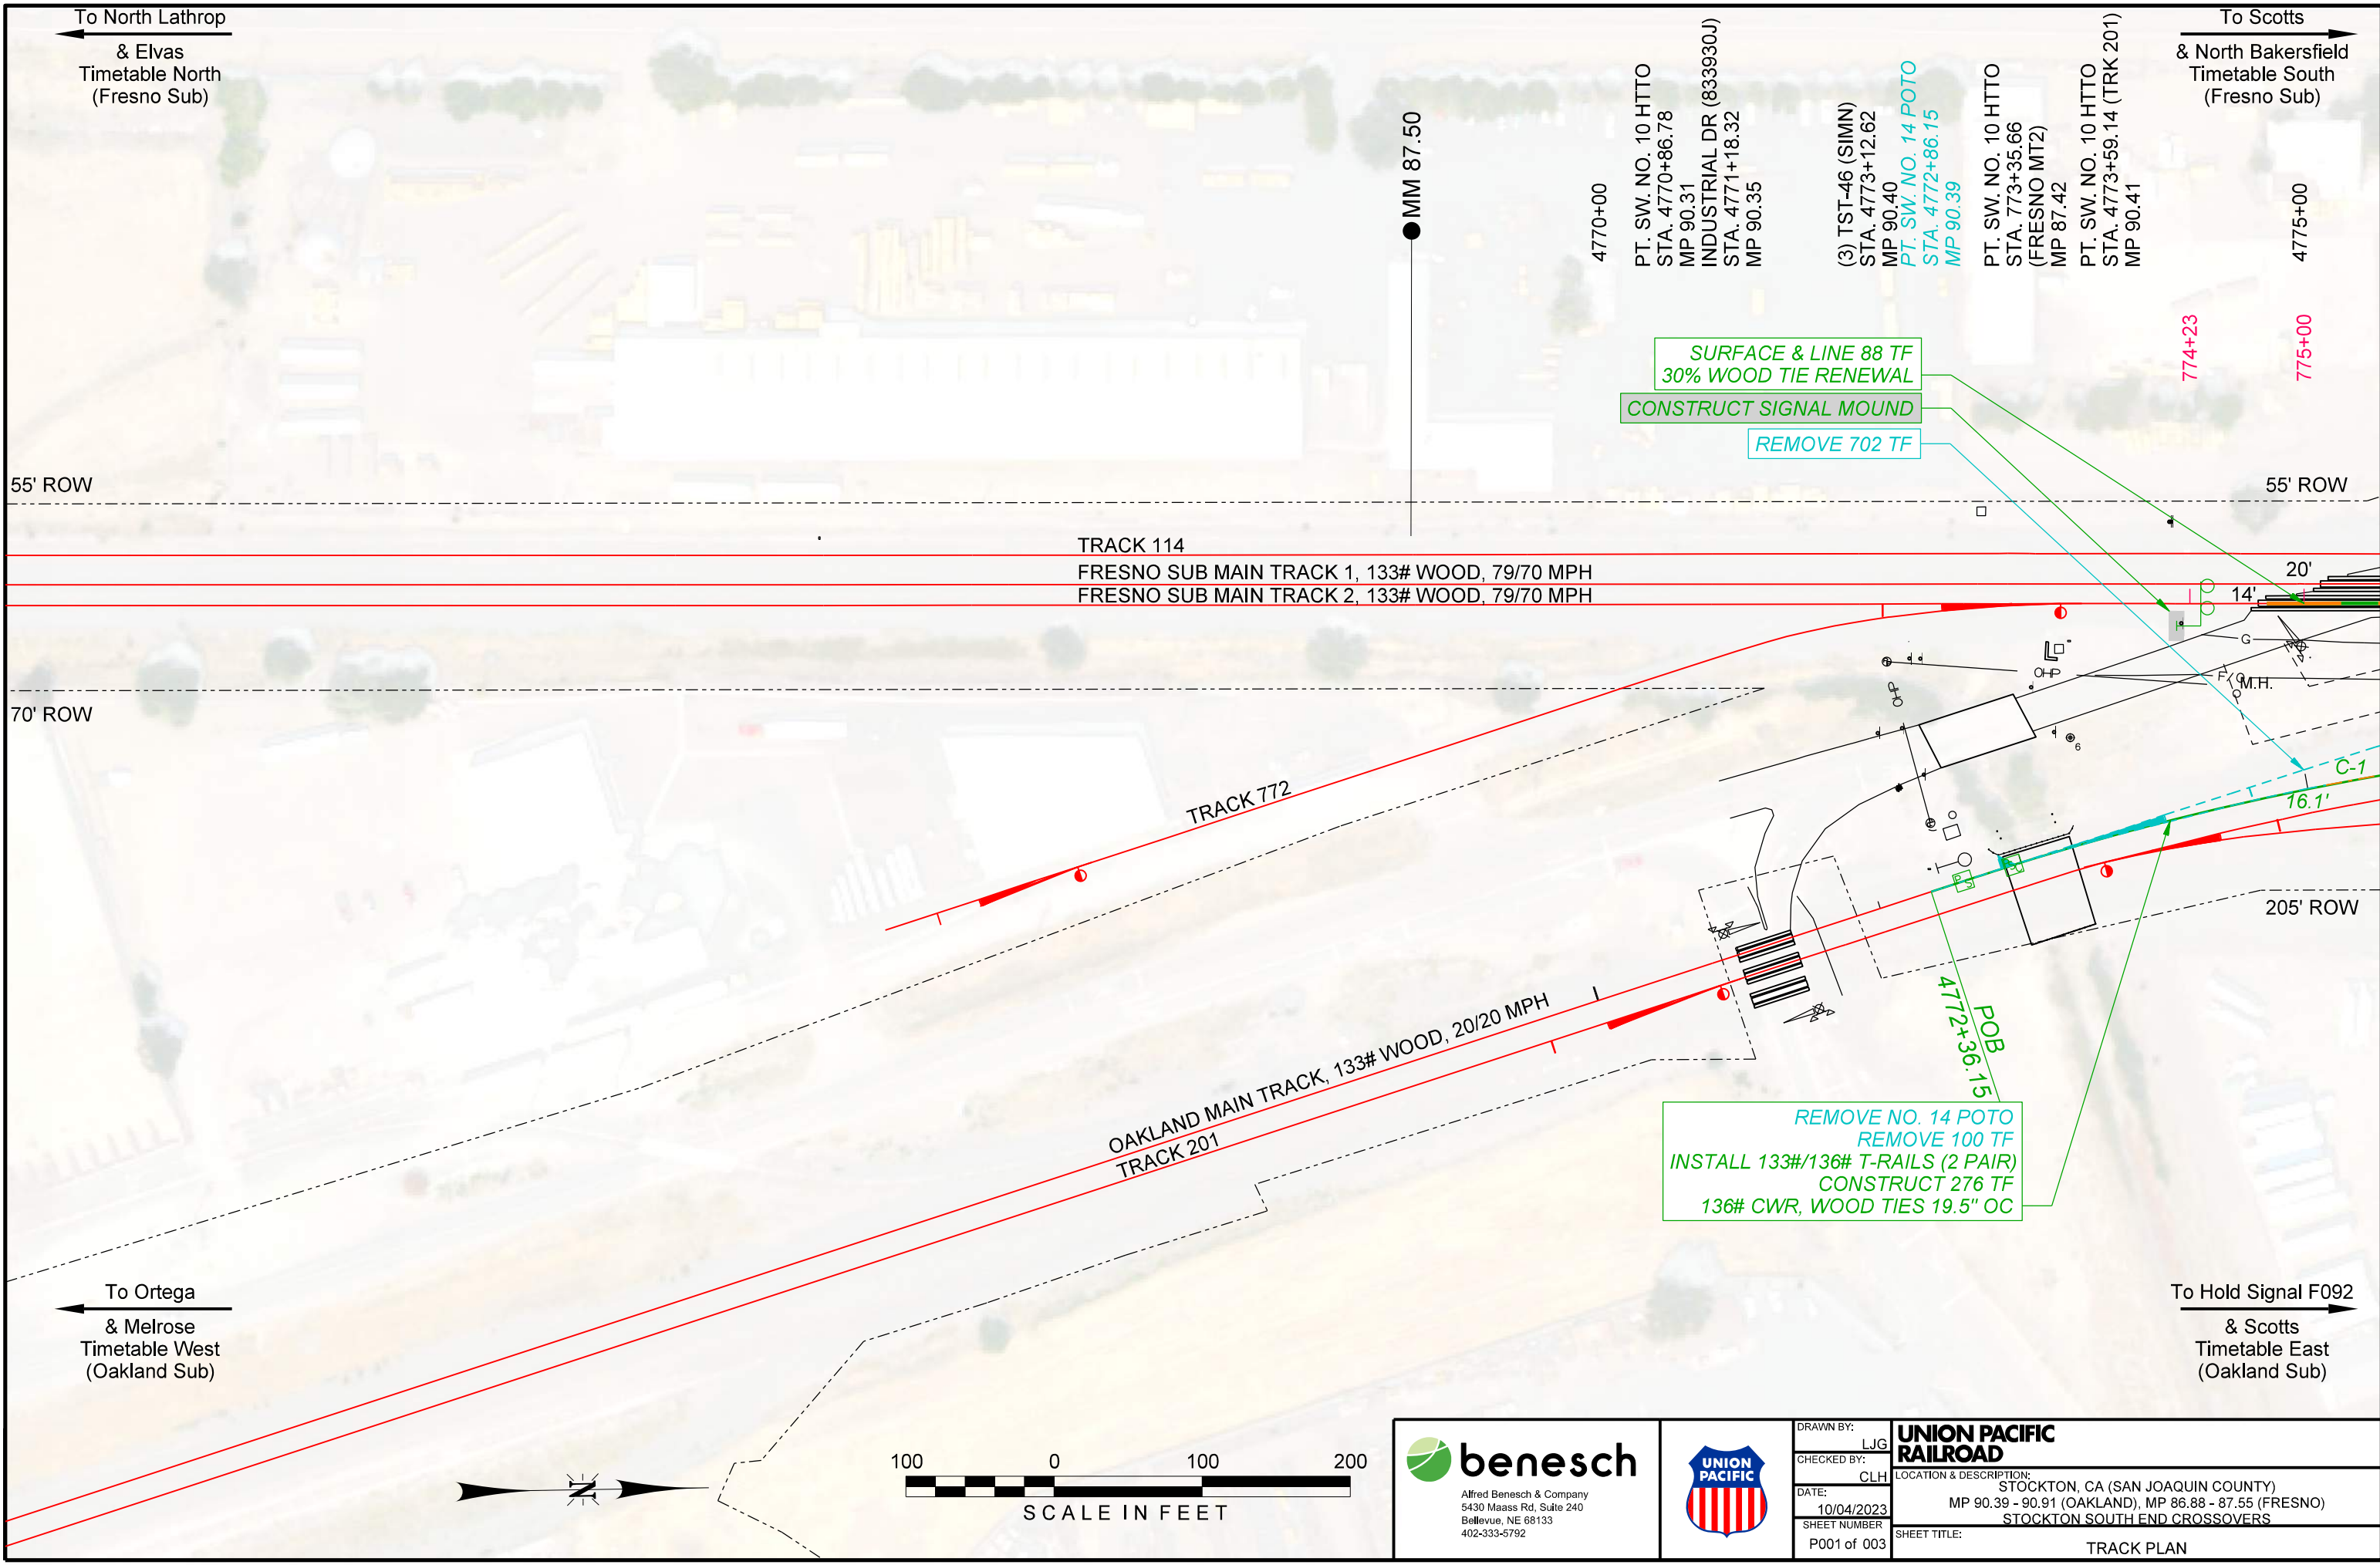 To North Lathrop
& Elvas
Timetable North
(Fresno Sub)
To Scotts
& North Bakersfield
Timetable South
(Fresno Sub)
MM 87.50
4770+00
PT. SW. NO. 10 HTTO
STA. 4770+86.78
MP 90.31
INDUSTRIAL DR (833930J)
STA. 4771+18.32
MP 90.35
(3) TST-46 (SIMN)
STA. 4773+12.62
MP 90.40
PT. SW. NO. 14 POTO
STA. 4772+86.15
MP 90.39
PT. SW. NO. 10 HTTO
STA. 773+35.66
(FRESNO MT2)
MP 87.42
PT. SW. NO. 10 HTTO
STA. 4773+59.14 (TRK 201)
MP 90.41
4775+00
774+23
775+00
SURFACE & LINE 88 TF
30% WOOD TIE RENEWAL
CONSTRUCT SIGNAL MOUND
REMOVE 702 TF
55' ROW
55' ROW
TRACK 114
FRESNO SUB MAIN TRACK 1, 133# WOOD, 79/70 MPH
FRESNO SUB MAIN TRACK 2, 133# WOOD, 79/70 MPH
20'
14'
G
OHP
F/O
M.H.
OHP
6
70' ROW
TRACK 772
C-1
16.1'
PS
205' ROW
POB
4772+36.15
OAKLAND MAIN TRACK, 133# WOOD, 20/20 MPH
TRACK 201
REMOVE NO. 14 POTO
REMOVE 100 TF
INSTALL 133#/136# T-RAILS (2 PAIR)
CONSTRUCT 276 TF
136# CWR, WOOD TIES 19.5" OC
To Ortega
& Melrose
Timetable West
(Oakland Sub)
To Hold Signal F092
& Scotts
Timetable East
(Oakland Sub)
N
100 0 100 200
SCALE IN FEET
benesch
Alfred Benesch & Company
5430 Maass Rd, Suite 240
Bellevue, NE 68133
402-333-5792
UNION
PACIFIC
DRAWN BY:
LJG
CHECKED BY:
CLH
DATE:
10/04/2023
SHEET NUMBER
P001 of 003
UNION PACIFIC
RAILROAD
LOCATION & DESCRIPTION:
STOCKTON, CA (SAN JOAQUIN COUNTY)
MP 90.39 - 90.91 (OAKLAND), MP 86.88 - 87.55 (FRESNO)
STOCKTON SOUTH END CROSSOVERS
SHEET TITLE:
TRACK PLAN